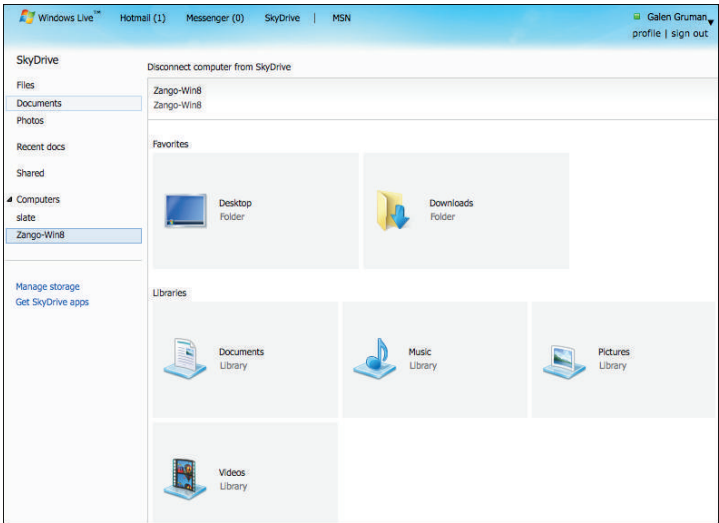 Windows Live™ Hotmail (1) Messenger (0) SkyDrive | MSN Galen Gruman
profile | sign out
SkyDrive
Files
Documents
Photos
Recent docs
Shared
Computers
slate
Zango-Win8
Manage storage
Get SkyDrive apps
Disconnect computer from SkyDrive
Zango-Win8
Zango-Win8
Favorites
Desktop
Folder
Downloads
Folder
Libraries
Documents
Library
Music
Library
Pictures
Library
Videos
Library